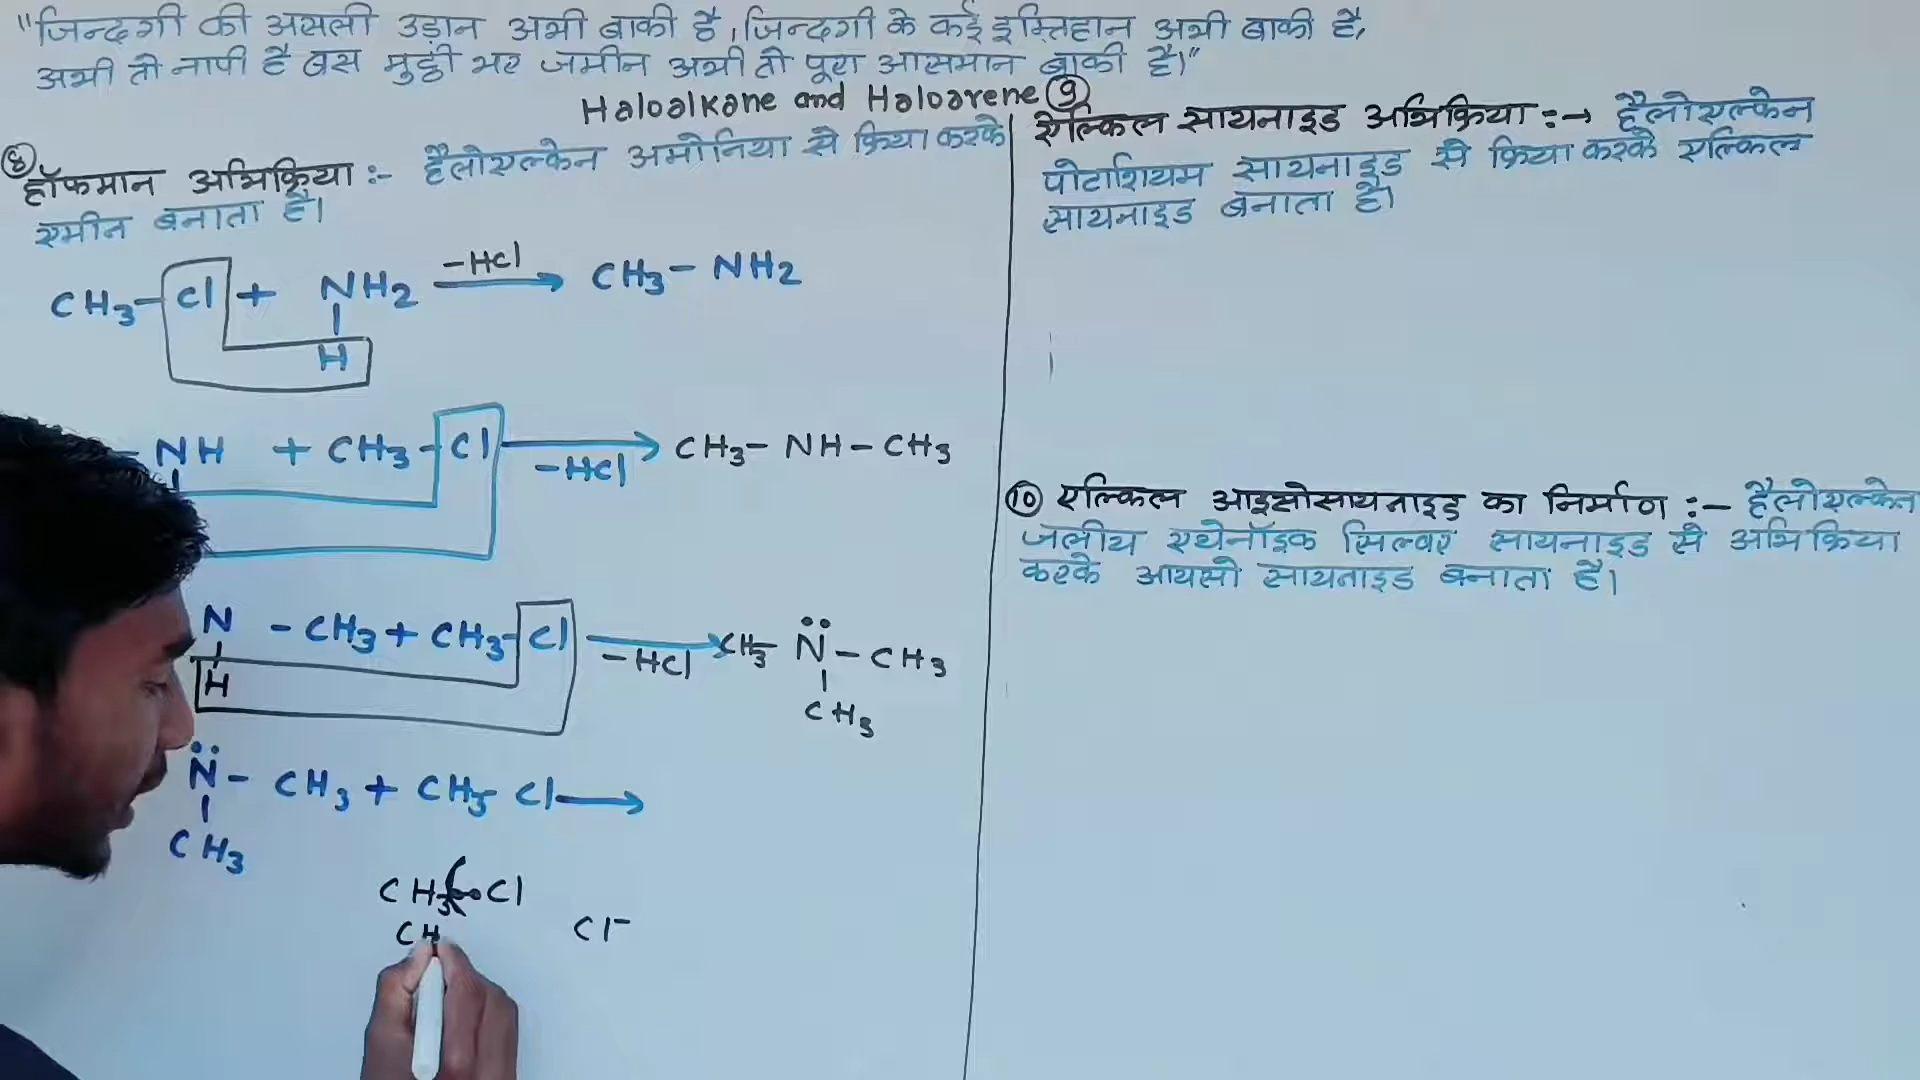 "जिन्दगी की असली उड़ान अभी बाकी है, जिन्दगी के कई इम्तिहान अभी बाकी है,
अभी तो नापी है बस मुठ्ठी भर जमीन अभी तो पूरा आसमान बाकी है।"
Haloalkane and Haloarene
⑧ हॉफमान अभिक्रिया :- हैलोएल्केन अमोनिया से क्रिया करके
एमीन बनाता है।
CH3-Cl + NH2 -HCl → CH3-NH2
H
-NH + CH3-Cl → CH3-NH-CH3
-HCl
N -CH3 + CH3-Cl → CH3- N̈ -CH3
H -HCl CH3
N̈ - CH3 + CH3- Cl →
CH3
CH3 Cl
CH Cl⁻
⑨ ऐल्किल सायनाइड अभिक्रिया :→ हैलोएल्केन
पोटाशियम सायनाइड से क्रिया करके एल्किल
सायनाइड बनाता है।
⑩ एल्किल आइसोसायनाइड का निर्माण :- हैलोएल्केन
जलीय एथेनॉइक सिल्वर सायनाइड से अभिक्रिया
करके आयसो सायनाइड बनाता है।